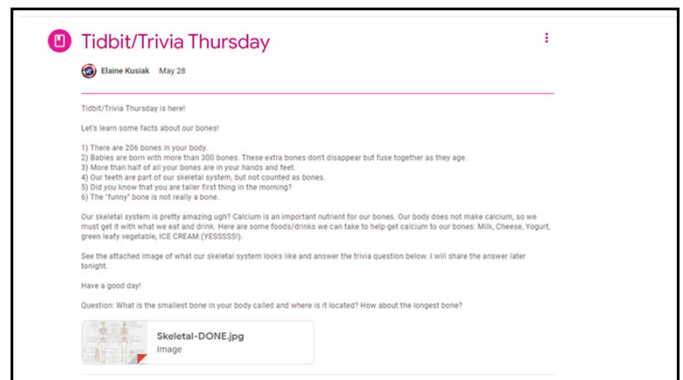 Tidbit/Trivia Thursday
Elaine Kusiak May 28
Tidbit/Trivia Thursday is here!
Let's learn some facts about our bones!
1) There are 206 bones in your body.
2) Babies are born with more than 300 bones. These extra bones don't disappear but fuse together as they age.
3) More than half of all your bones are in your hands and feet.
4) Our teeth are part of our skeletal system, but not counted as bones.
5) Did you know that you are taller first thing in the morning?
6) The "funny" bone is not really a bone.
Our skeletal system is pretty amazing ugh? Calcium is an important nutrient for our bones. Our body does not make calcium, so we
must get it with what we eat and drink. Here are some foods/drinks we can take to help get calcium to our bones: Milk, Cheese, Yogurt,
green leafy vegetable, ICE CREAM (YESSSSS!).
See the attached image of what our skeletal system looks like and answer the trivia question below. I will share the answer later
tonight.
Have a good day!
Question: What is the smallest bone in your body called and where is it located? How about the longest bone?
Skeletal-DONE.jpg
Image